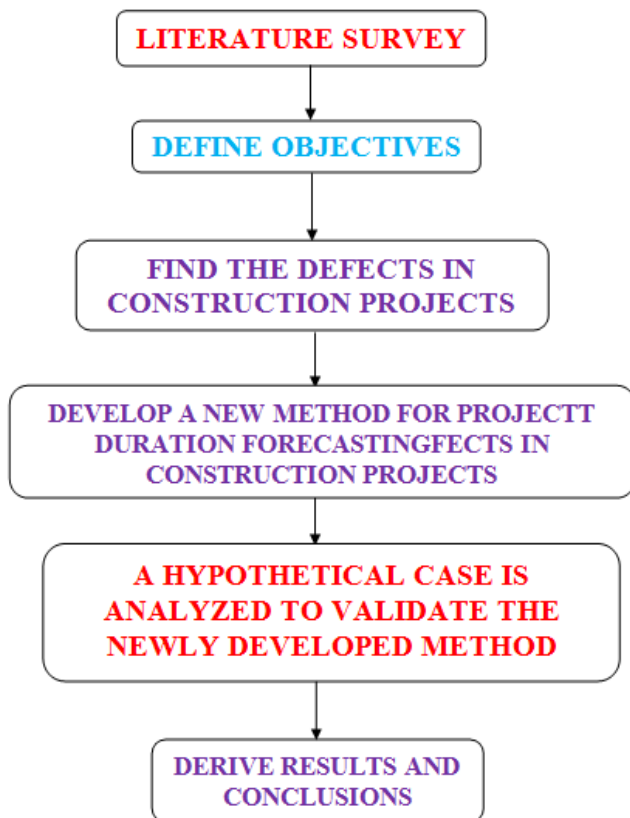 LITERATURE SURVEY
DEFINE OBJECTIVES
FIND THE DEFECTS IN
CONSTRUCTION PROJECTS
DEVELOP A NEW METHOD FOR PROJECTT
DURATION FORECASTINGFECTS IN
CONSTRUCTION PROJECTS
A HYPOTHETICAL CASE IS
ANALYZED TO VALIDATE THE
NEWLY DEVELOPED METHOD
DERIVE RESULTS AND
CONCLUSIONS